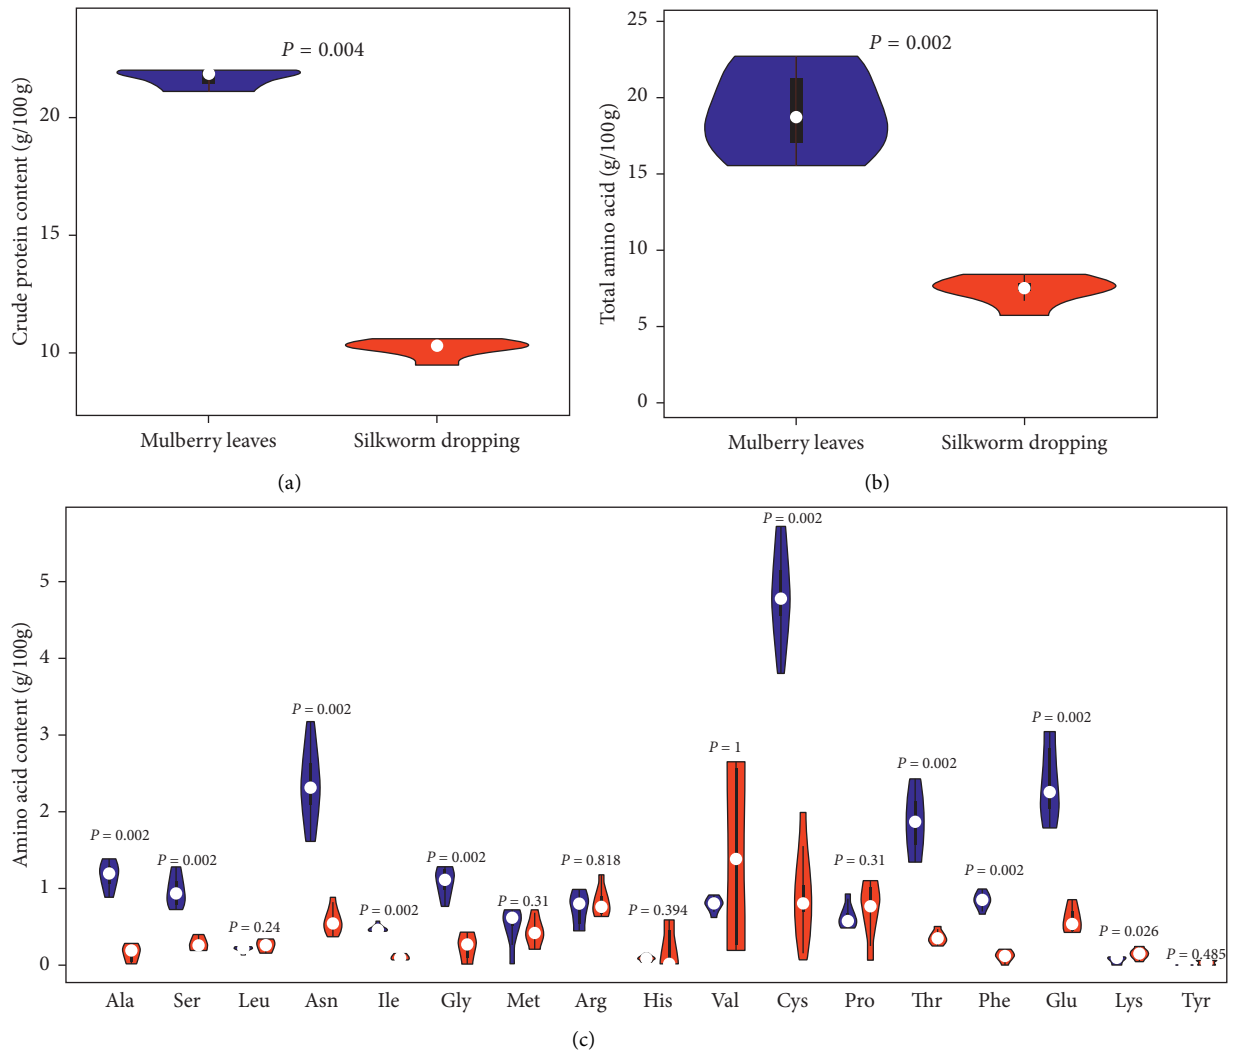 P = 0.004
Crude protein content (g/100 g)
20
15
10
Mulberry leaves
Silkworm dropping
(a)
P = 0.002
Total amino acid (g/100g)
25
20
15
10
5
0
Mulberry leaves
Silkworm dropping
(b)
Amino acid content (g/100g)
5
4
3
2
1
0
P = 0.002
P = 0.002
P = 0.24
P = 0.002
P = 0.002
P = 0.002
P = 0.31
P = 0.818
P = 0.394
P = 1
P = 0.002
P = 0.31
P = 0.002
P = 0.002
P = 0.002
P = 0.026
P = 0.485
Ala Ser Leu Asn Ile Gly Met Arg His Val Cys Pro Thr Phe Glu Lys Tyr
(c)